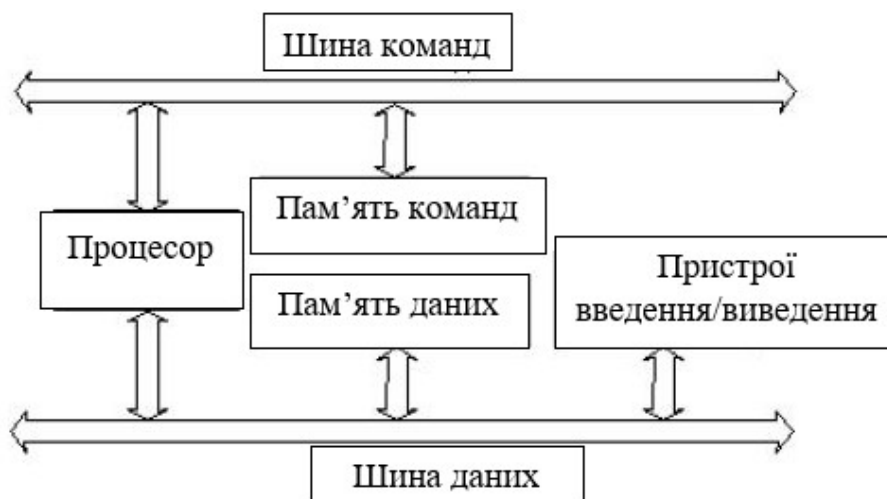 Шина команд
Пам’ять команд
Процесор
Пам’ять даних
Пристрої
введення/виведення
Шина даних